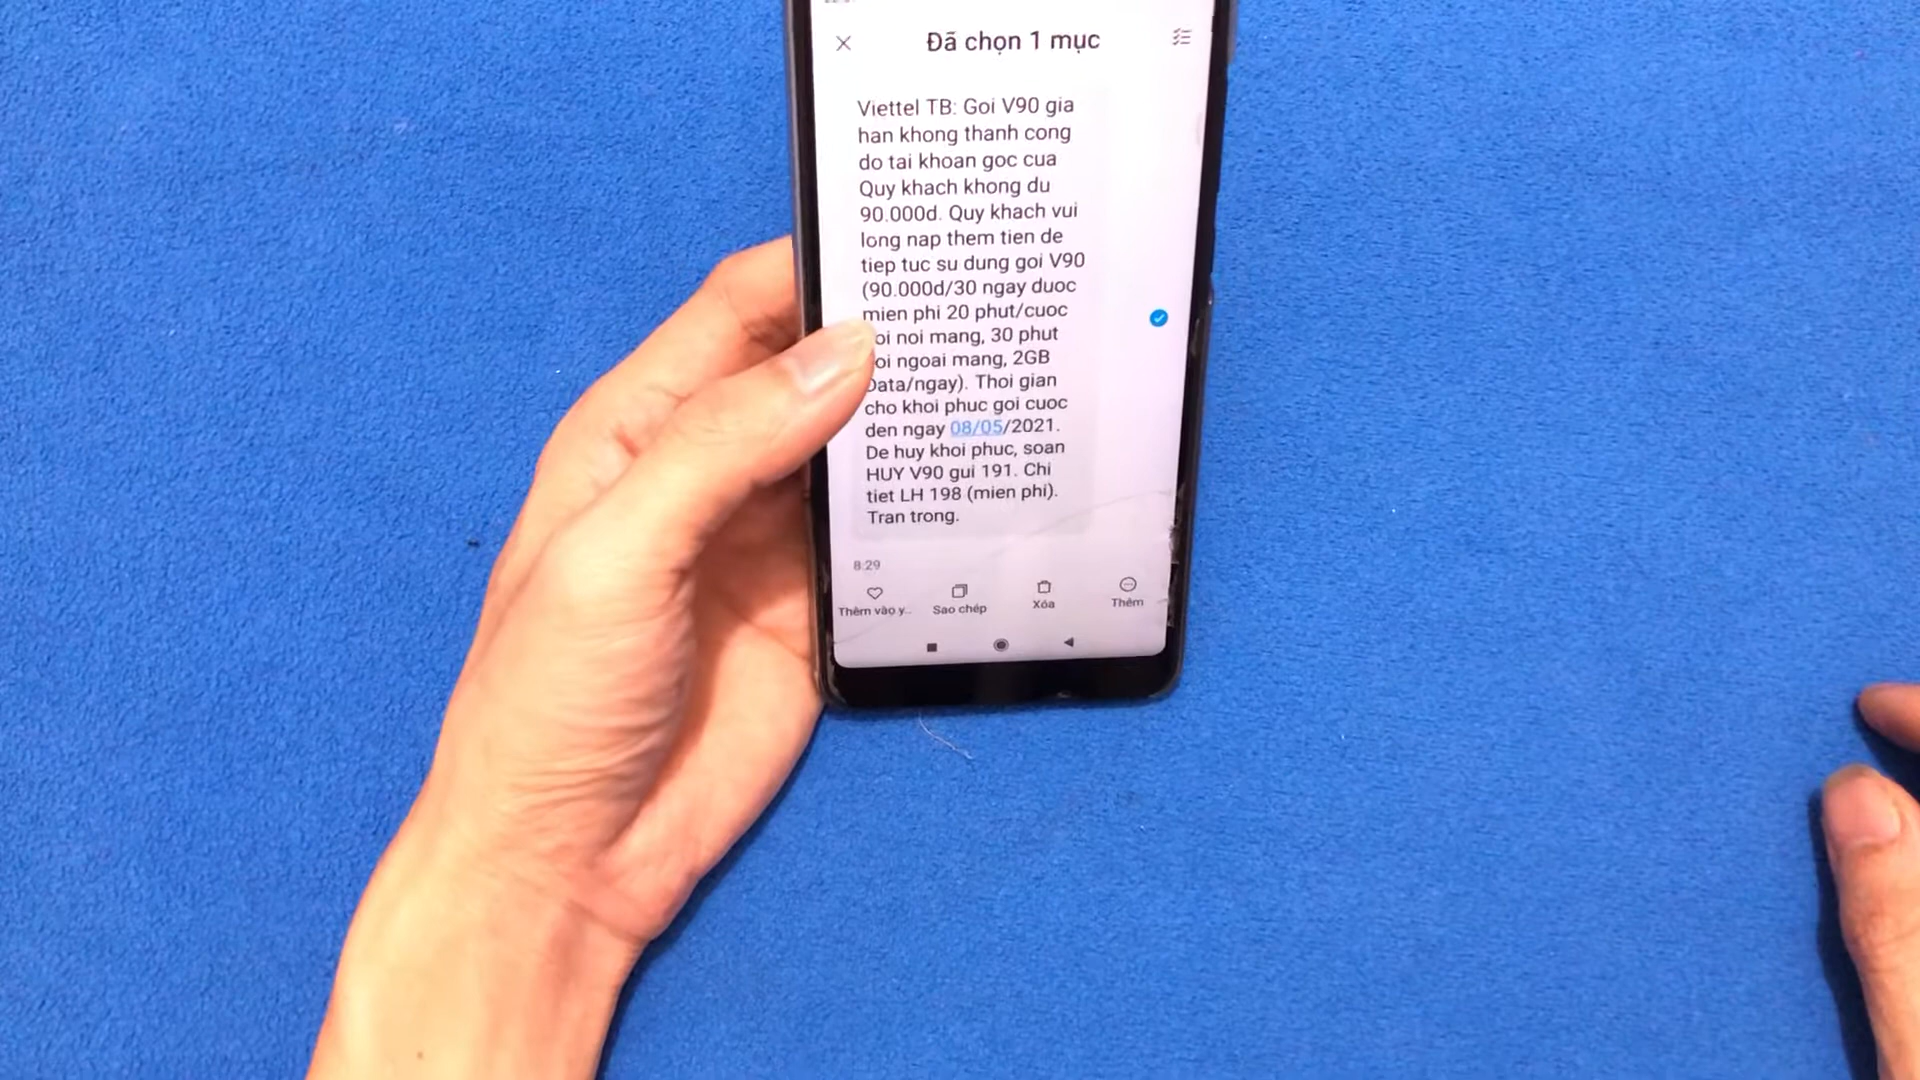 Đã chọn 1 mục
Viettel TB: Goi V90 gia
han khong thanh cong
do tai khoan goc cua
Quy khach khong du
90.000d. Quy khach vui
long nap them tien de
tiep tuc su dung goi V90
(90.000d/30 ngay duoc
mien phi 20 phut/cuoc
oi noi mang, 30 phut
oi ngoai mang, 2GB
Data/ngay). Thoi gian
cho khoi phuc goi cuoc
den ngay 08/05/2021.
De huy khoi phuc, soan
HUY V90 gui 191. Chi
tiet LH 198 (mien phi).
Tran trong.
8:29
Thêm vào y... Sao chép Xóa Thêm